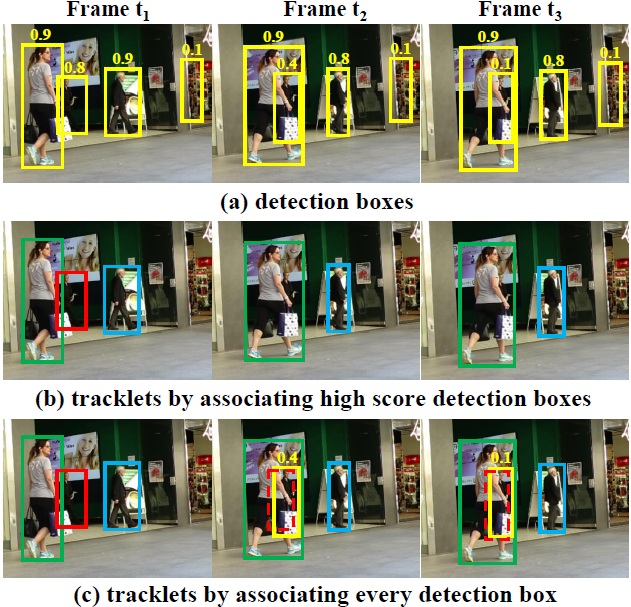 Frame t1 Frame t2 Frame t3
0.9 0.8 0.9 0.1 0.9 0.4 0.8 0.1 0.9 0.1 0.8 0.1
(a) detection boxes
(b) tracklets by associating high score detection boxes
0.4 0.1
(c) tracklets by associating every detection box